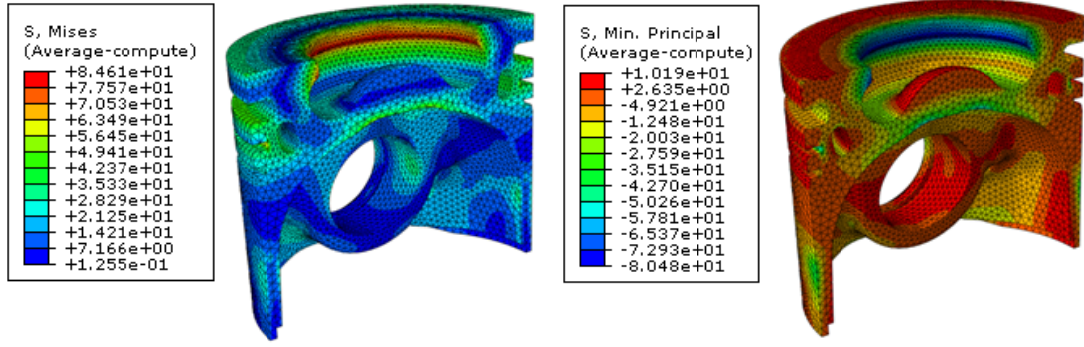 S, Mises
(Average-compute)
+8.461e+01
+7.757e+01
+7.053e+01
+6.349e+01
+5.645e+01
+4.941e+01
+4.237e+01
+3.533e+01
+2.829e+01
+2.125e+01
+1.421e+01
+7.166e+00
+1.255e-01
S, Min. Principal
(Average-compute)
+1.019e+01
+2.635e+00
-4.921e+00
-1.248e+01
-2.003e+01
-2.759e+01
-3.515e+01
-4.270e+01
-5.026e+01
-5.781e+01
-6.537e+01
-7.293e+01
-8.048e+01